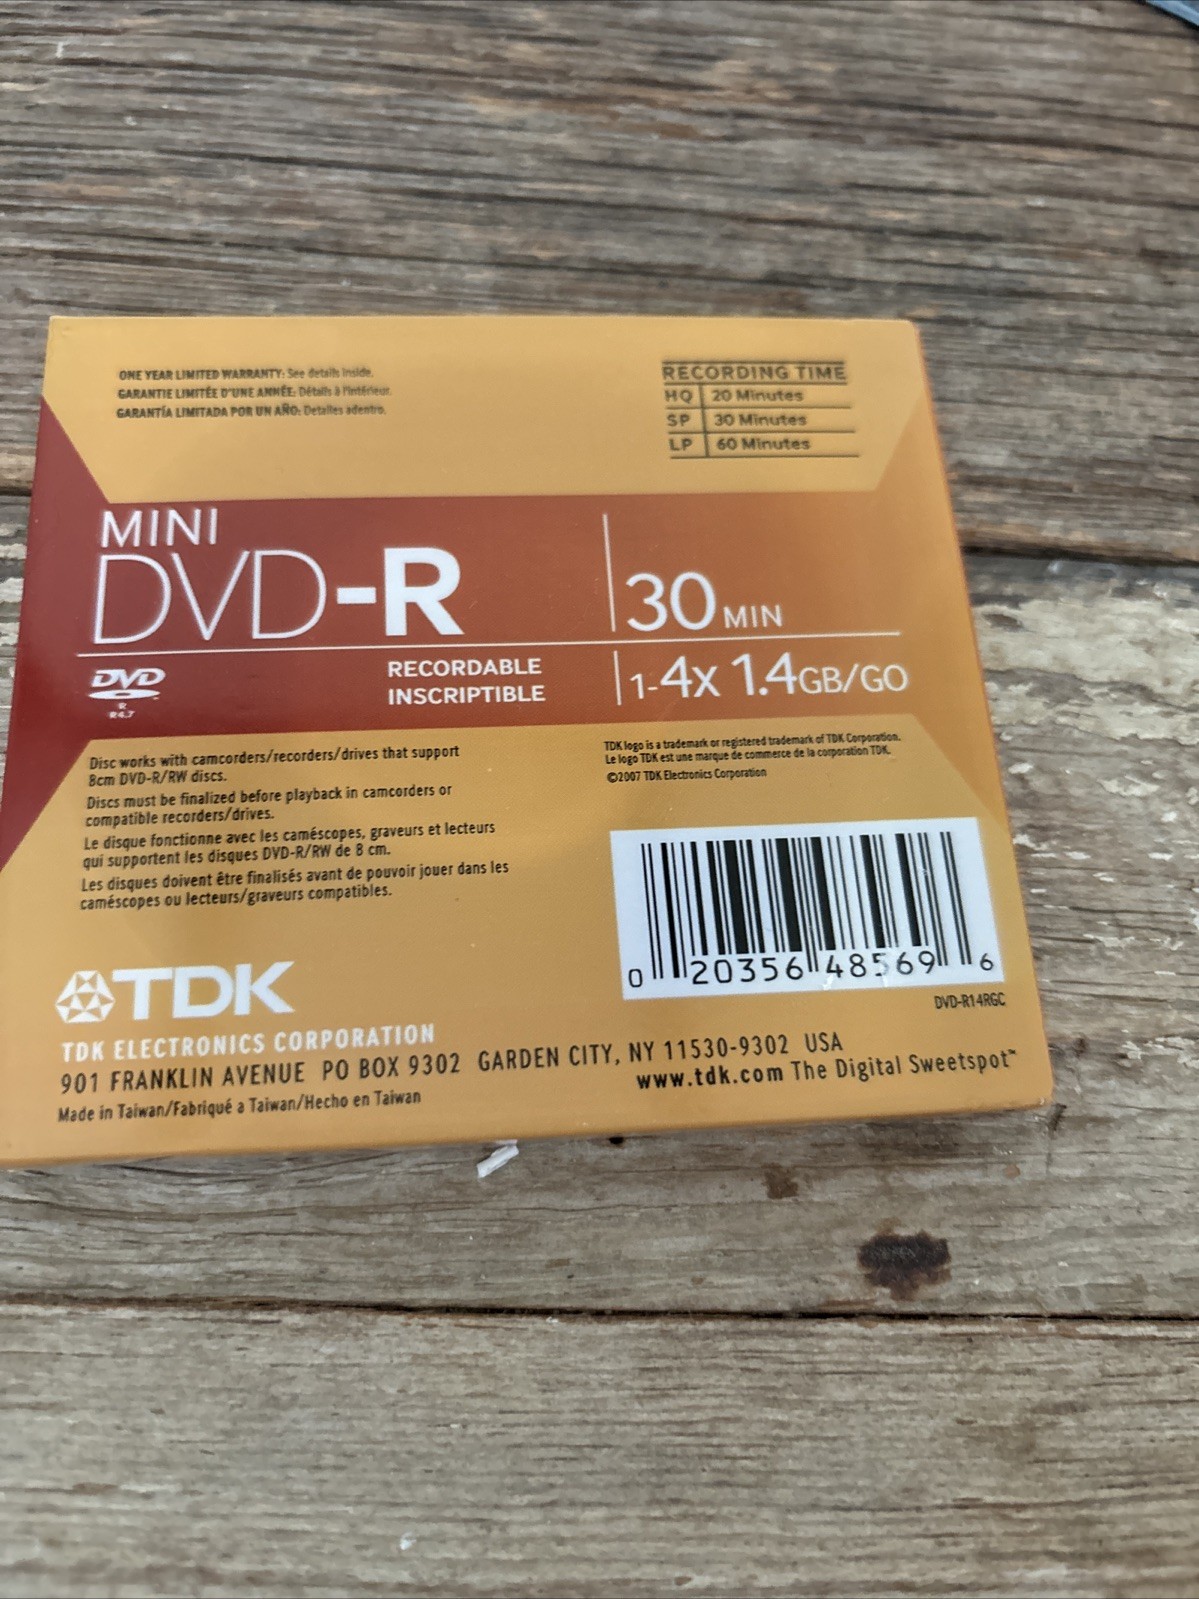 ONE YEAR LIMITED WARRANTY: See details inside.
GARANTIE LIMITÉE D'UNE ANNÉE: Détails à l'intérieur.
GARANTÍA LIMITADA POR UN AÑO: Detalles adentro.
RECORDING TIME
HQ 20 Minutes
SP 30 Minutes
LP 60 Minutes
MINI
DVD-R
30 MIN
DVD
R
R4.7
RECORDABLE
INSCRIPTIBLE
1-4x 1.4GB/GO
Disc works with camcorders/recorders/drives that support
8cm DVD-R/RW discs.
Discs must be finalized before playback in camcorders or
compatible recorders/drives.
Le disque fonctionne avec les caméscopes, graveurs et lecteurs
qui supportent les disques DVD-R/RW de 8 cm.
Les disques doivent être finalisés avant de pouvoir jouer dans les
caméscopes ou lecteurs/graveurs compatibles.
TDK logo is a trademark or registered trademark of TDK Corporation.
Le logo TDK est une marque de commerce de la corporation TDK.
©2007 TDK Electronics Corporation
0 20356 48569 6
DVD-R14RGC
TDK
TDK ELECTRONICS CORPORATION
901 FRANKLIN AVENUE PO BOX 9302 GARDEN CITY, NY 11530-9302 USA
www.tdk.com The Digital Sweetspot™
Made in Taiwan/Fabriqué a Taiwan/Hecho en Taiwan